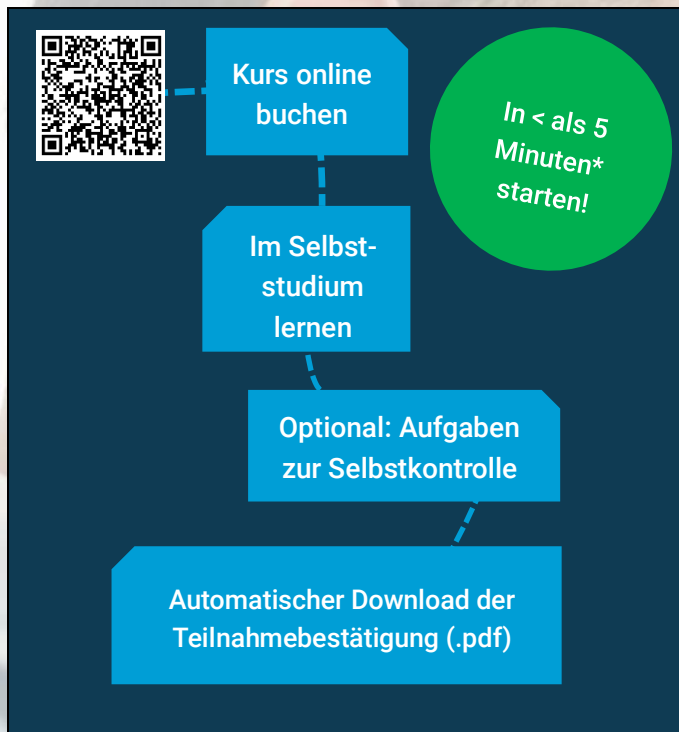 Kurs online
buchen
In < als 5
Minuten*
starten!
Im Selbst-
studium
lernen
Optional: Aufgaben
zur Selbstkontrolle
Automatischer Download der
Teilnahmebestätigung (.pdf)